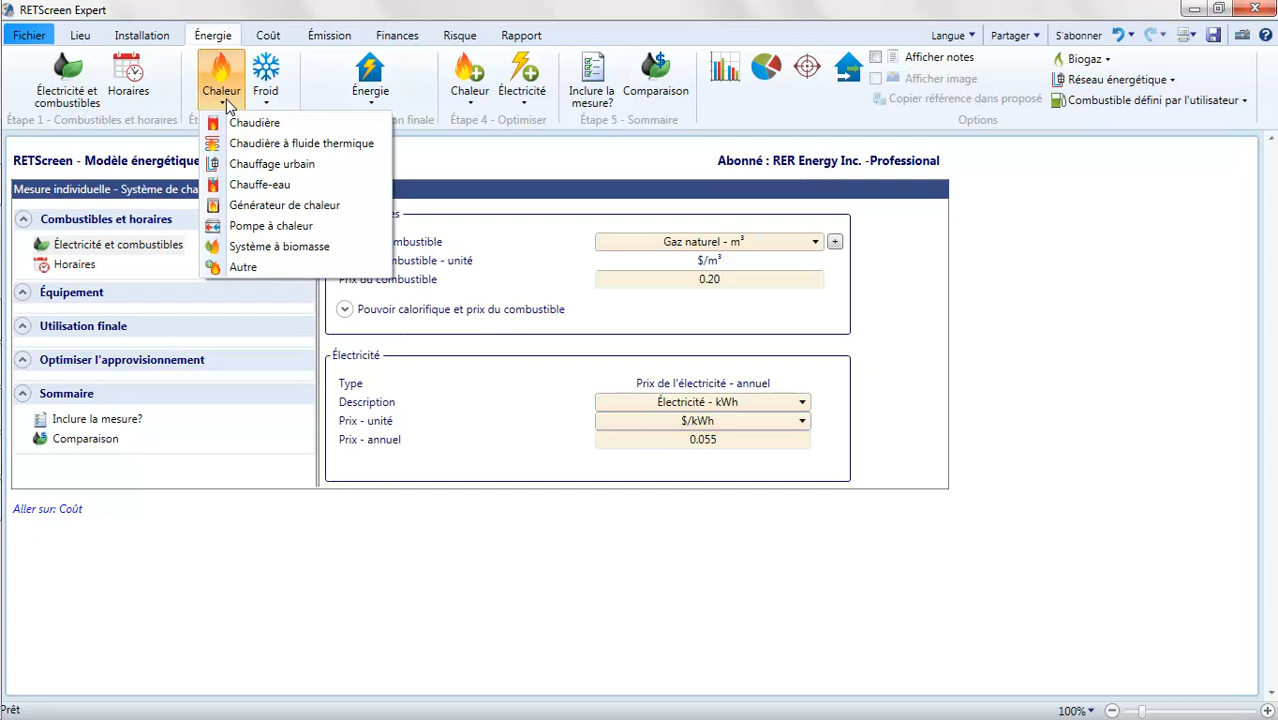 RETScreen Expert
Fichier Lieu Installation Énergie Coût Émission Finances Risque Rapport Langue Partager S'abonner
Électricité et combustibles Horaires Chaleur Froid Énergie Chaleur Électricité Inclure la mesure? Comparaison
Afficher notes Biogaz
Afficher image Réseau énergétique
Copier référence dans proposé Combustible défini par l'utilisateur
Étape 1 - Combustibles et horaires Ét on finale Étape 4 - Optimiser Étape 5 - Sommaire Options
Chaudière
Chaudière à fluide thermique
Chauffage urbain
Chauffe-eau
Générateur de chaleur
Pompe à chaleur
Système à biomasse
Autre
RETScreen - Modèle énergétique Abonné : RER Energy Inc. -Professional
Mesure individuelle - Système de cha
Combustibles et horaires
Électricité et combustibles
Horaires
Équipement
Utilisation finale
Optimiser l'approvisionnement
Sommaire
Inclure la mesure?
Comparaison
es
mbustible Gaz naturel - m³ +
mbustible - unité $/m³
Prix du combustible 0.20
Pouvoir calorifique et prix du combustible
Électricité
Type Prix de l'électricité - annuel
Description Électricité - kWh
Prix - unité $/kWh
Prix - annuel 0.055
Aller sur: Coût
Prêt 100%